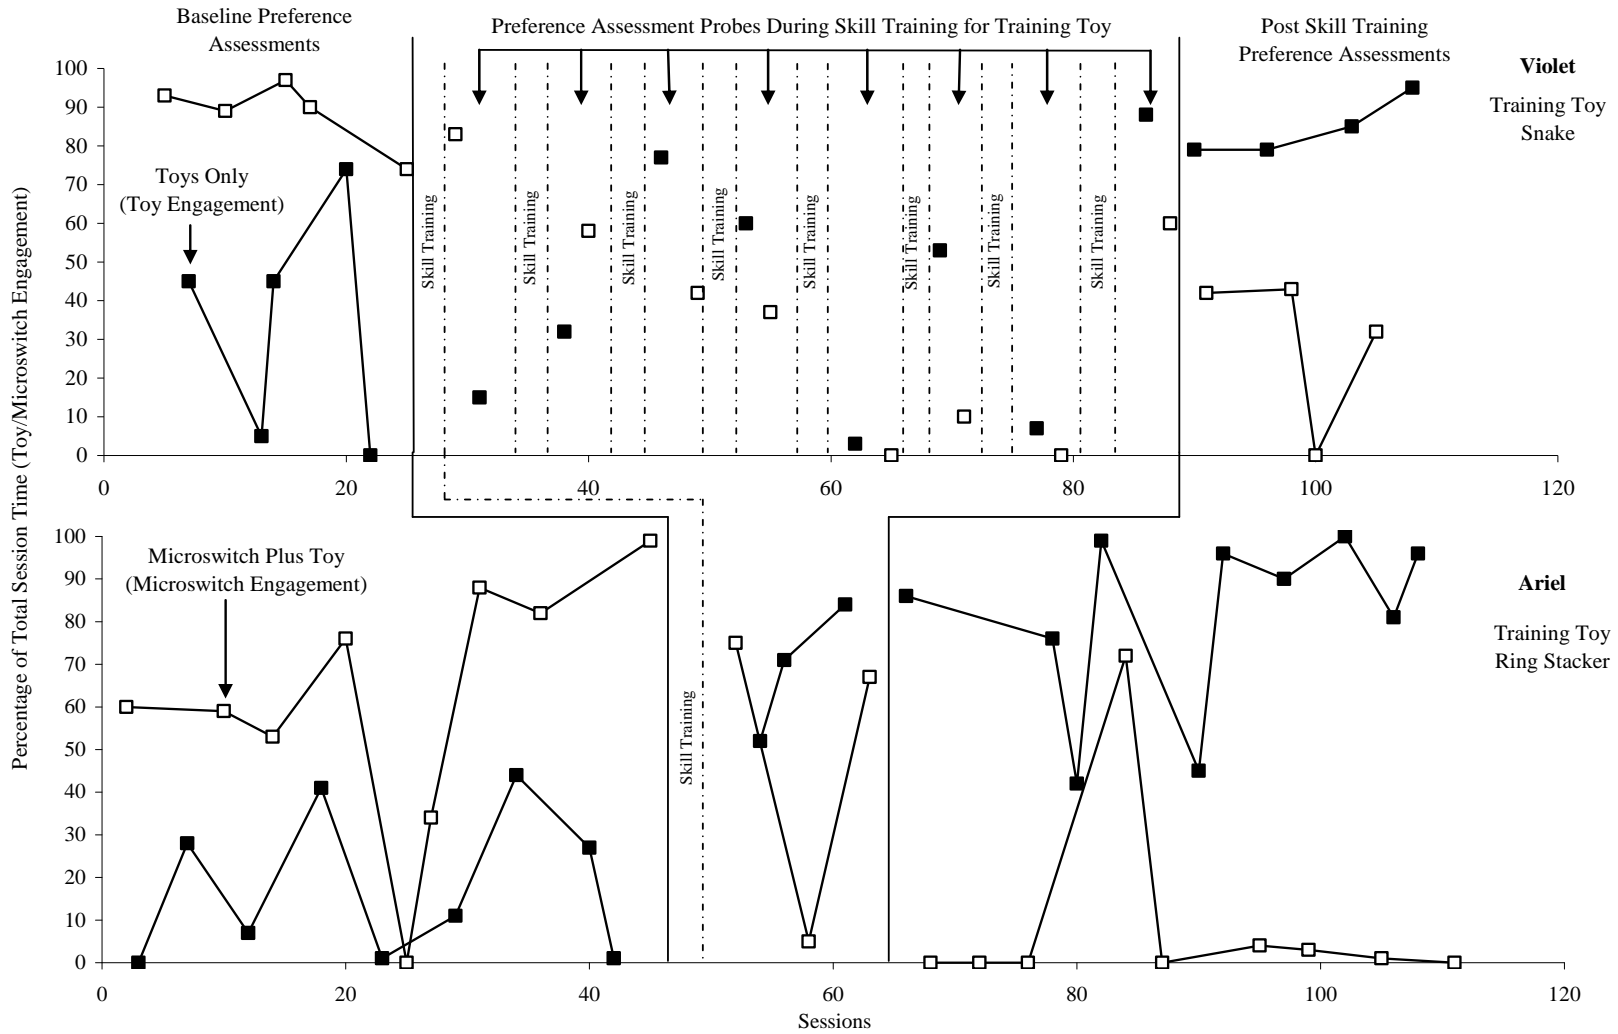 Baseline Preference
Assessments
Preference Assessment Probes During Skill Training for Training Toy
Post Skill Training
Preference Assessments
Violet
Training Toy
Snake
Percentage of Total Session Time (Toy/Microswitch Engagement)
100
90
80
70
60
50
40
30
20
10
0
Toys Only
(Toy Engagement)
Skill Training
Skill Training
Skill Training
Skill Training
Skill Training
Skill Training
Skill Training
Skill Training
0
20
40
60
80
100
120
100
90
80
70
60
50
40
30
20
10
0
Microswitch Plus Toy
(Microswitch Engagement)
Skill Training
Ariel
Training Toy
Ring Stacker
0
20
40
60
80
100
120
Sessions